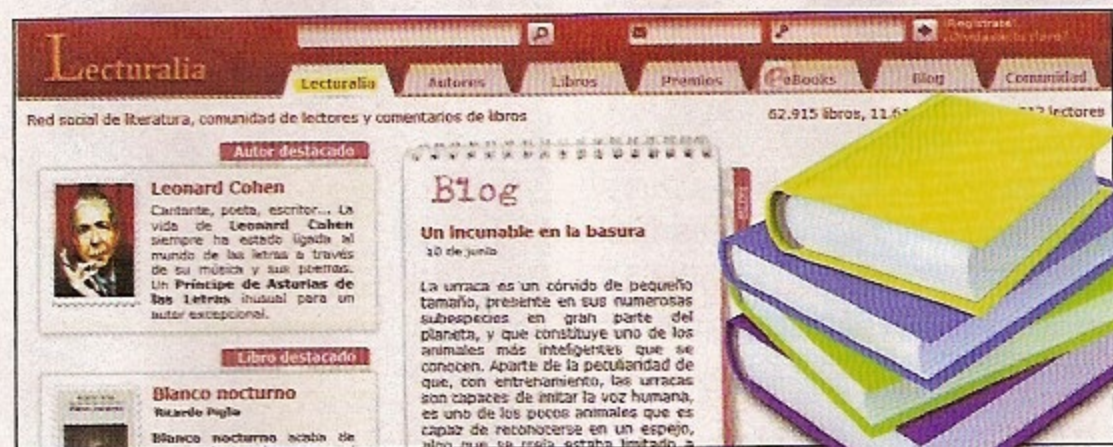 Lecturalia
Regístrate
Lecturalia
Autores
Libros
Premios
eBooks
Blog
Comunidad
Red social de literatura, comunidad de lectores y comentarios de libros
62.915 libros, lectores
Autor destacado
Leonard Cohen
Cantante, poeta, escritor... La
vida de Leonard Cohen
siempre ha estado ligada al
mundo de las letras a través
de su música y sus poemas.
Un Príncipe de Asturias de
las Letras inusual para un
autor excepcional.
Libro destacado
Blanco nocturno
Ricardo Piglia
Blanco nocturno acaba de
Blog
Un incunable en la basura
10 de junio
La urraca es un córvido de pequeño
tamaño, presente en sus numerosas
subespecies en gran parte del
planeta, y que constituye uno de los
animales más inteligentes que se
conocen. Aparte de la peculiaridad de
que, con entrenamiento, las urracas
son capaces de imitar la voz humana,
es uno de los pocos animales que es
capaz de reconocerse en un espejo,
algo que se creía estaba limitado a